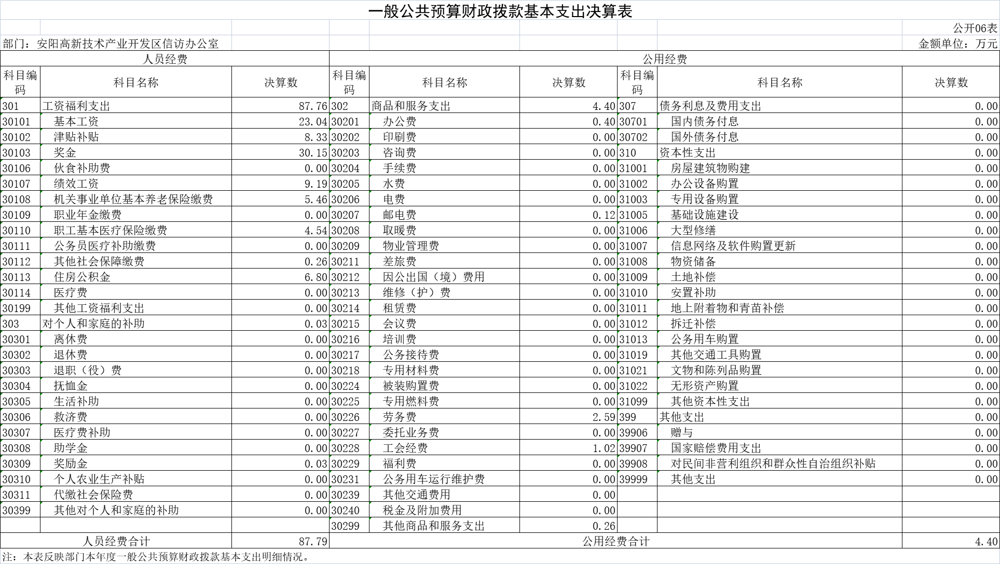 一般公共预算财政拨款基本支出决算表
公开06表
部门：安阳高新技术产业开发区信访办公室 金额单位：万元
人员经费 公用经费
科目编码 科目名称 决算数 科目编码 科目名称 决算数 科目编码 科目名称 决算数
301 工资福利支出 87.76 302 商品和服务支出 4.40 307 债务利息及费用支出 0.00
30101 基本工资 23.04 30201 办公费 0.40 30701 国内债务付息 0.00
30102 津贴补贴 8.33 30202 印刷费 0.00 30702 国外债务付息 0.00
30103 奖金 30.15 30203 咨询费 0.00 310 资本性支出 0.00
30106 伙食补助费 0.00 30204 手续费 0.00 31001 房屋建筑物购建 0.00
30107 绩效工资 9.19 30205 水费 0.00 31002 办公设备购置 0.00
30108 机关事业单位基本养老保险缴费 5.46 30206 电费 0.00 31003 专用设备购置 0.00
30109 职业年金缴费 0.00 30207 邮电费 0.12 31005 基础设施建设 0.00
30110 职工基本医疗保险缴费 4.54 30208 取暖费 0.00 31006 大型修缮 0.00
30111 公务员医疗补助缴费 0.00 30209 物业管理费 0.00 31007 信息网络及软件购置更新 0.00
30112 其他社会保障缴费 0.26 30211 差旅费 0.00 31008 物资储备 0.00
30113 住房公积金 6.80 30212 因公出国（境）费用 0.00 31009 土地补偿 0.00
30114 医疗费 0.00 30213 维修（护）费 0.00 31010 安置补助 0.00
30199 其他工资福利支出 0.00 30214 租赁费 0.00 31011 地上附着物和青苗补偿 0.00
303 对个人和家庭的补助 0.03 30215 会议费 0.00 31012 拆迁补偿 0.00
30301 离休费 0.00 30216 培训费 0.00 31013 公务用车购置 0.00
30302 退休费 0.00 30217 公务接待费 0.00 31019 其他交通工具购置 0.00
30303 退职（役）费 0.00 30218 专用材料费 0.00 31021 文物和陈列品购置 0.00
30304 抚恤金 0.00 30224 被装购置费 0.00 31022 无形资产购置 0.00
30305 生活补助 0.00 30225 专用燃料费 0.00 31099 其他资本性支出 0.00
30306 救济费 0.00 30226 劳务费 2.59 399 其他支出 0.00
30307 医疗费补助 0.00 30227 委托业务费 0.00 39906 赠与 0.00
30308 助学金 0.00 30228 工会经费 1.02 39907 国家赔偿费用支出 0.00
30309 奖励金 0.03 30229 福利费 0.00 39908 对民间非营利组织和群众性自治组织补贴 0.00
30310 个人农业生产补贴 0.00 30231 公务用车运行维护费 0.00 39999 其他支出 0.00
30311 代缴社会保险费 0.00 30239 其他交通费用 0.00
30399 其他对个人和家庭的补助 0.00 30240 税金及附加费用 0.00
30299 其他商品和服务支出 0.26
人员经费合计 87.79 公用经费合计 4.40
注：本表反映部门本年度一般公共预算财政拨款基本支出明细情况。